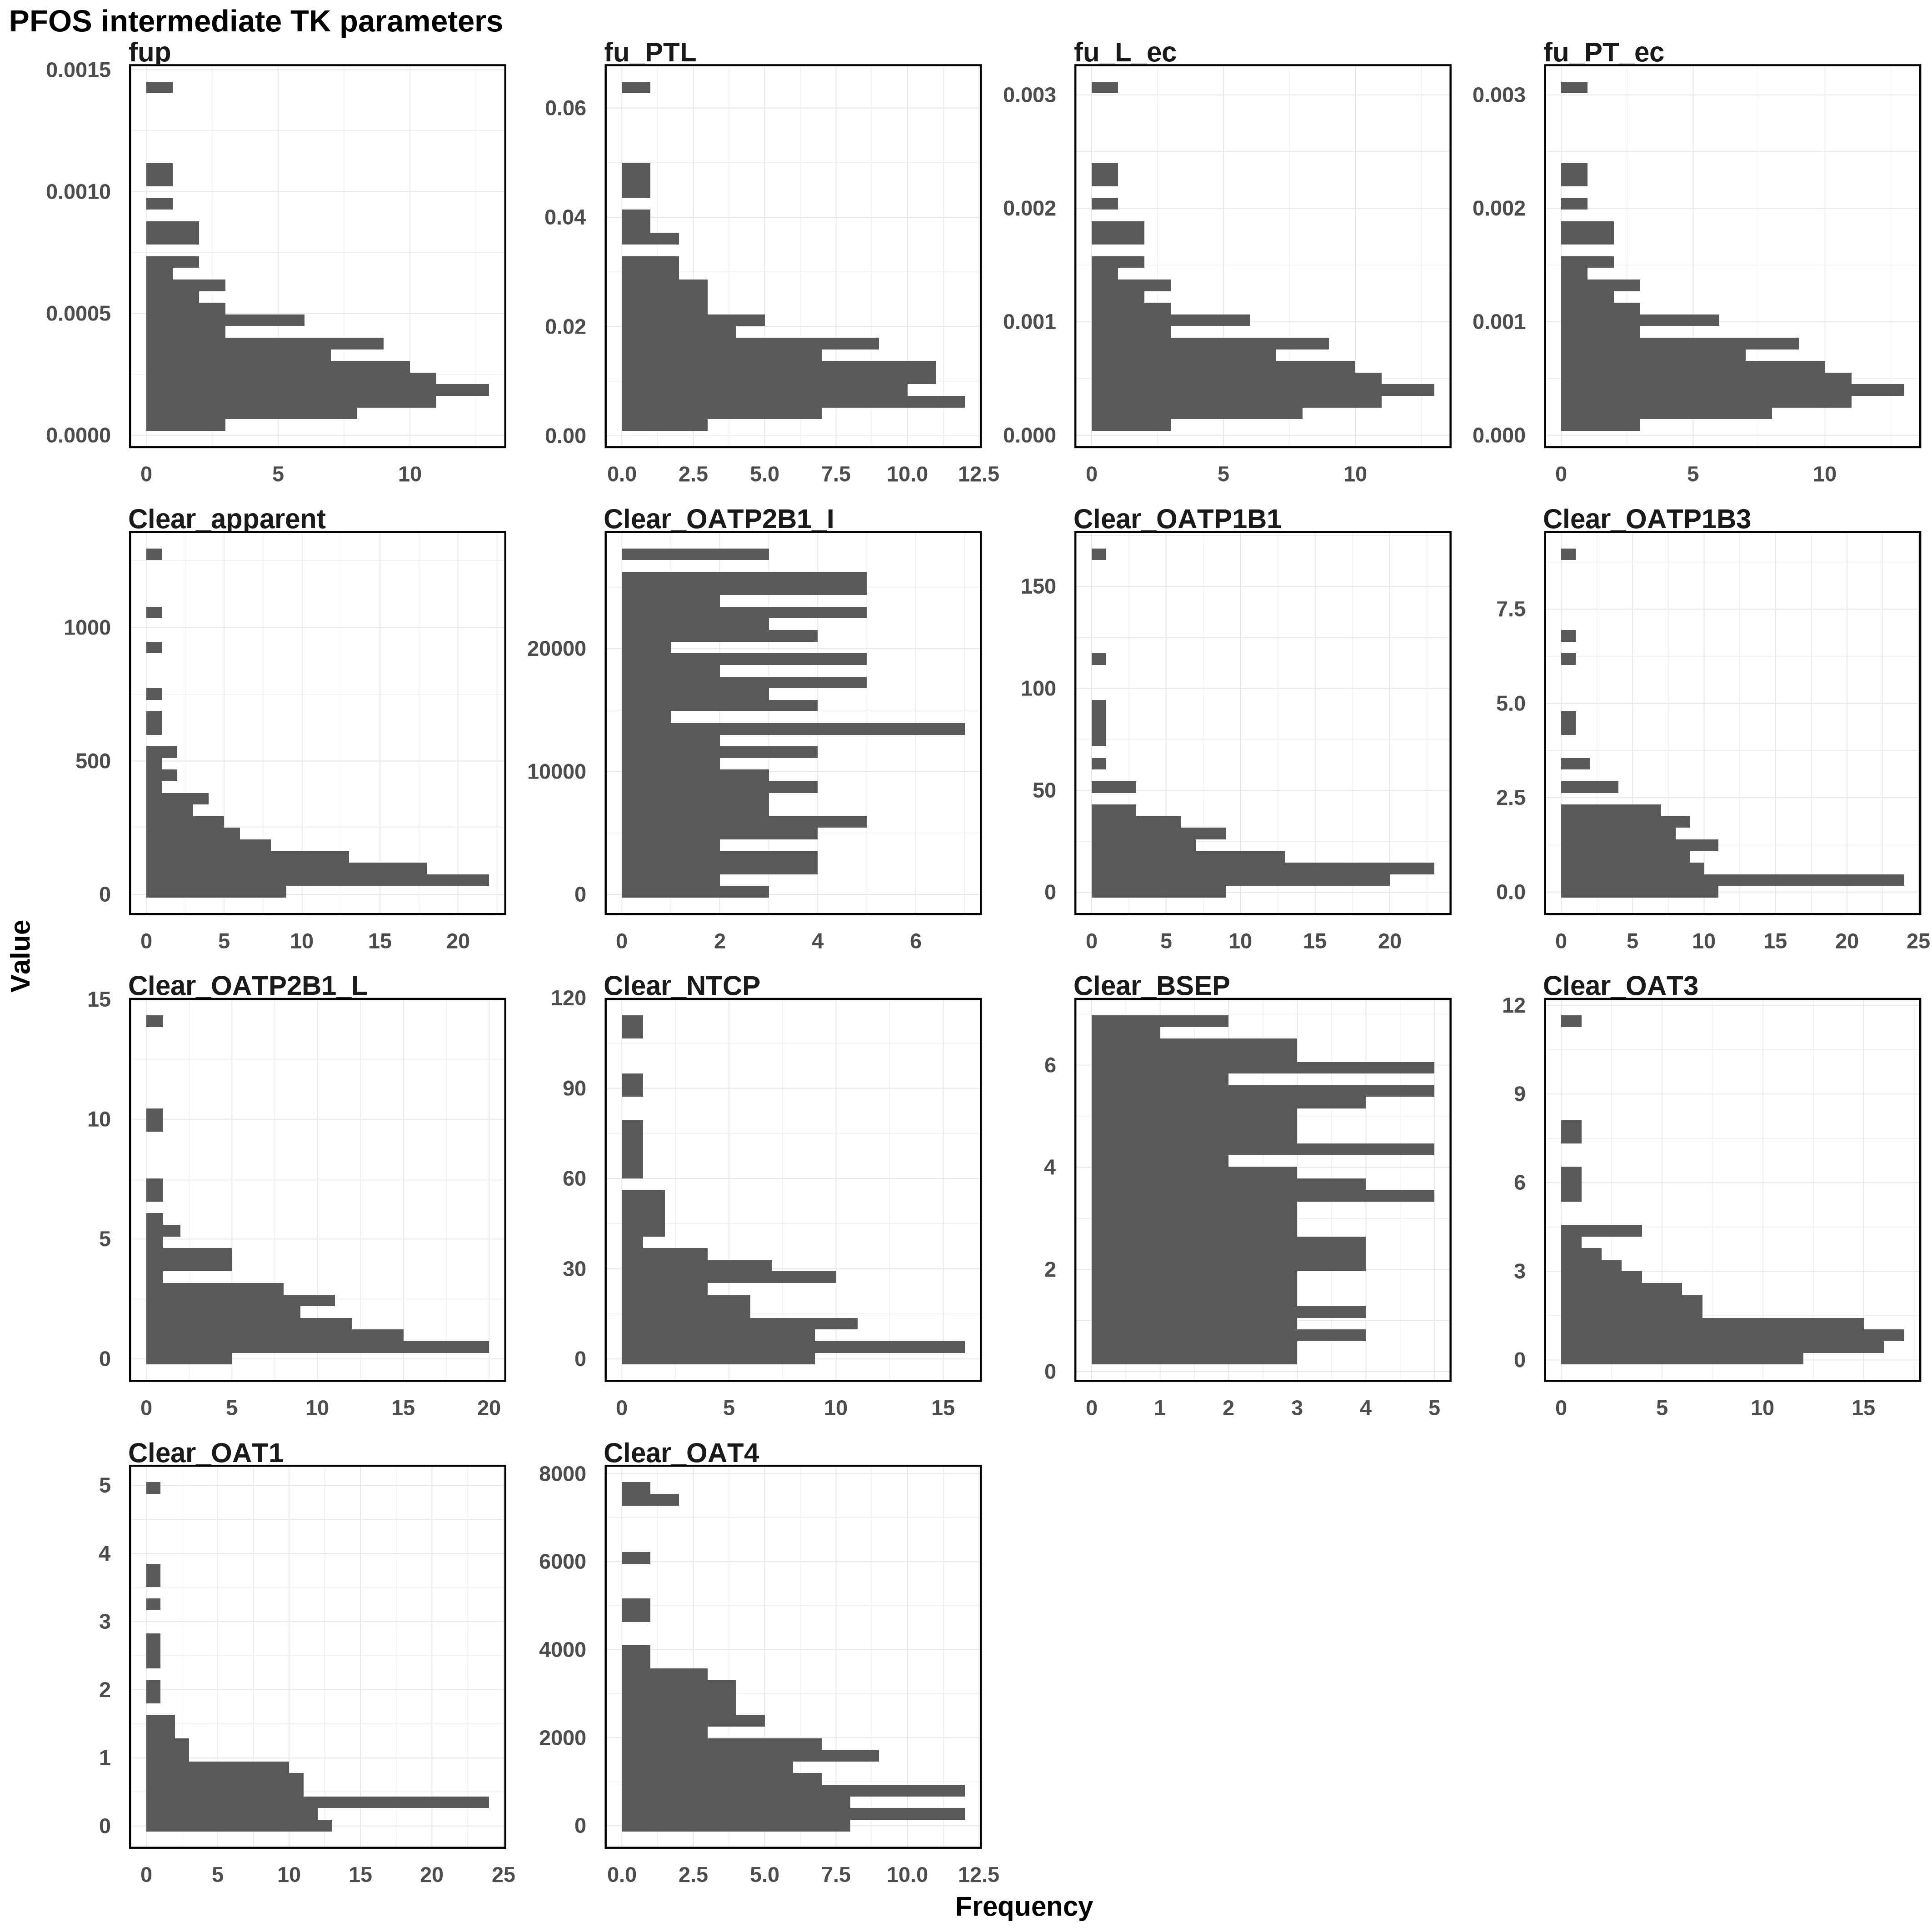 PFOS intermediate TK parameters
fup fu_PTL fu_L_ec fu_PT_ec
0.0015
0.0010
0.0005
0.0000
0 5 10
0.06
0.04
0.02
0.00
0.0 2.5 5.0 7.5 10.0 12.5
0.003
0.002
0.001
0.000
0 5 10
0.003
0.002
0.001
0.000
0 5 10
Clear_apparent Clear_OATP2B1_I Clear_OATP1B1 Clear_OATP1B3
1000
500
0
0 5 10 15 20
20000
10000
0
0 2 4 6
150
100
50
0
0 5 10 15 20
7.5
5.0
2.5
0.0
0 5 10 15 20 25
Value
Clear_OATP2B1_L Clear_NTCP Clear_BSEP Clear_OAT3
15
10
5
0
0 5 10 15 20
120
90
60
30
0
0 5 10 15
6
4
2
0
0 1 2 3 4 5
12
9
6
3
0
0 5 10 15
Clear_OAT1 Clear_OAT4
5
4
3
2
1
0
0 5 10 15 20 25
8000
6000
4000
2000
0
0.0 2.5 5.0 7.5 10.0 12.5
Frequency